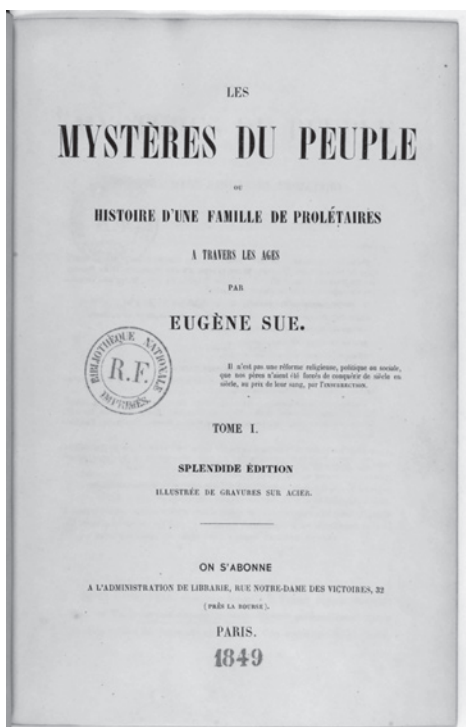 LES
MYSTÈRES DU PEUPLE
OU
HISTOIRE D'UNE FAMILLE DE PROLÉTAIRES
A TRAVERS LES AGES
PAR
EUGÈNE SUE.
BIBLIOTHÈQUE NATIONALE
R.F.
IMPRIMÉS.
Il n'est pas une réforme religieuse, politique ou sociale,
que nos pères n'aient été forcés de conquérir de siècle en
siècle, au prix de leur sang, par l'INSURRECTION.
TOME I.
SPLENDIDE ÉDITION
ILLUSTRÉE DE GRAVURES SUR ACIER.
ON S'ABONNE
A L'ADMINISTRATION DE LIBRARIE, RUE NOTRE-DAME DES VICTOIRES, 32
(PRÈS LA BOURSE).
PARIS.
1849